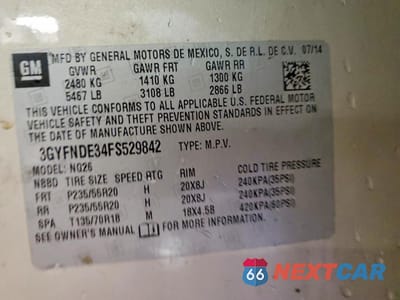 GM
MFD BY GENERAL MOTORS DE MEXICO, S. DE R.L. DE C.V. 07/14
GVWR GAWR FRT GAWR RR
2480 KG 1410 KG 1300 KG
5467 LB 3108 LB 2866 LB
THIS VEHICLE CONFORMS TO ALL APPLICABLE U.S. FEDERAL MOTOR
VEHICLE SAFETY AND THEFT PREVENTION STANDARDS IN EFFECT ON
THE DATE OF MANUFACTURE SHOWN ABOVE.
3GYFNDE34FS529842 TYPE: M.P.V.
MODEL: NG26
N88D TIRE SIZE SPEED RTG RIM COLD TIRE PRESSURE
FRT P235/55R20 H 20X8J 240KPA(35PSI)
RR P235/55R20 H 20X8J 240KPA(35PSI)
SPA T135/70R18 M 18X4.5B 420KPA(60PSI)
SEE OWNER'S MANUAL FOR ADDITIONAL INFORMATION.
66 NEXTCAR